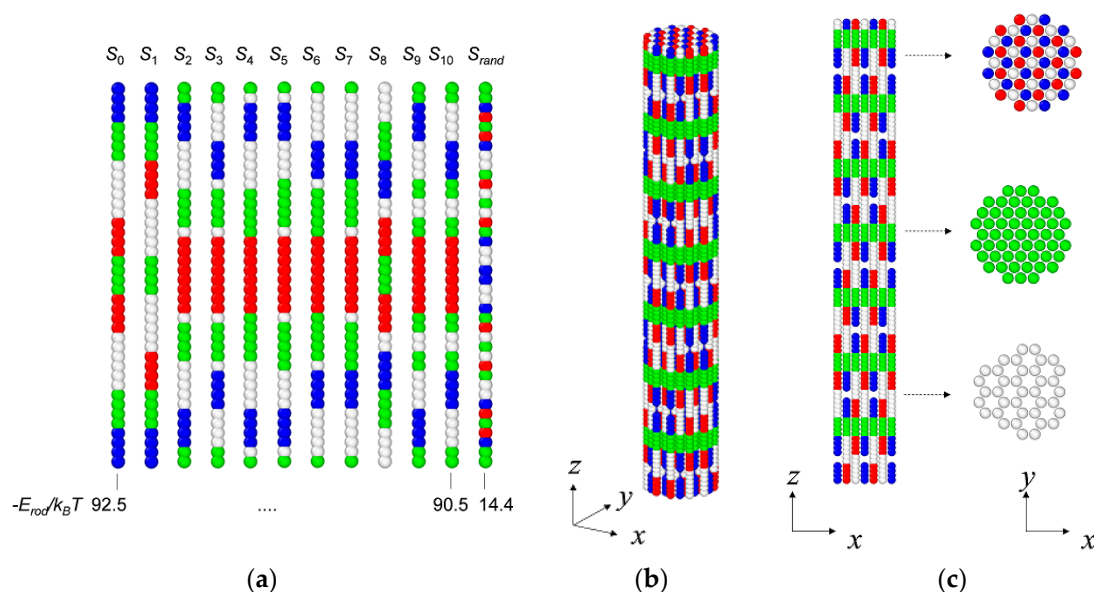 S0 S1 S2 S3 S4 S5 S6 S7 S8 S9 S10 Srand
-Erod/kBT 92.5 .... 90.5 14.4
z
y
x
z
x
y
x
(a) (b) (c)